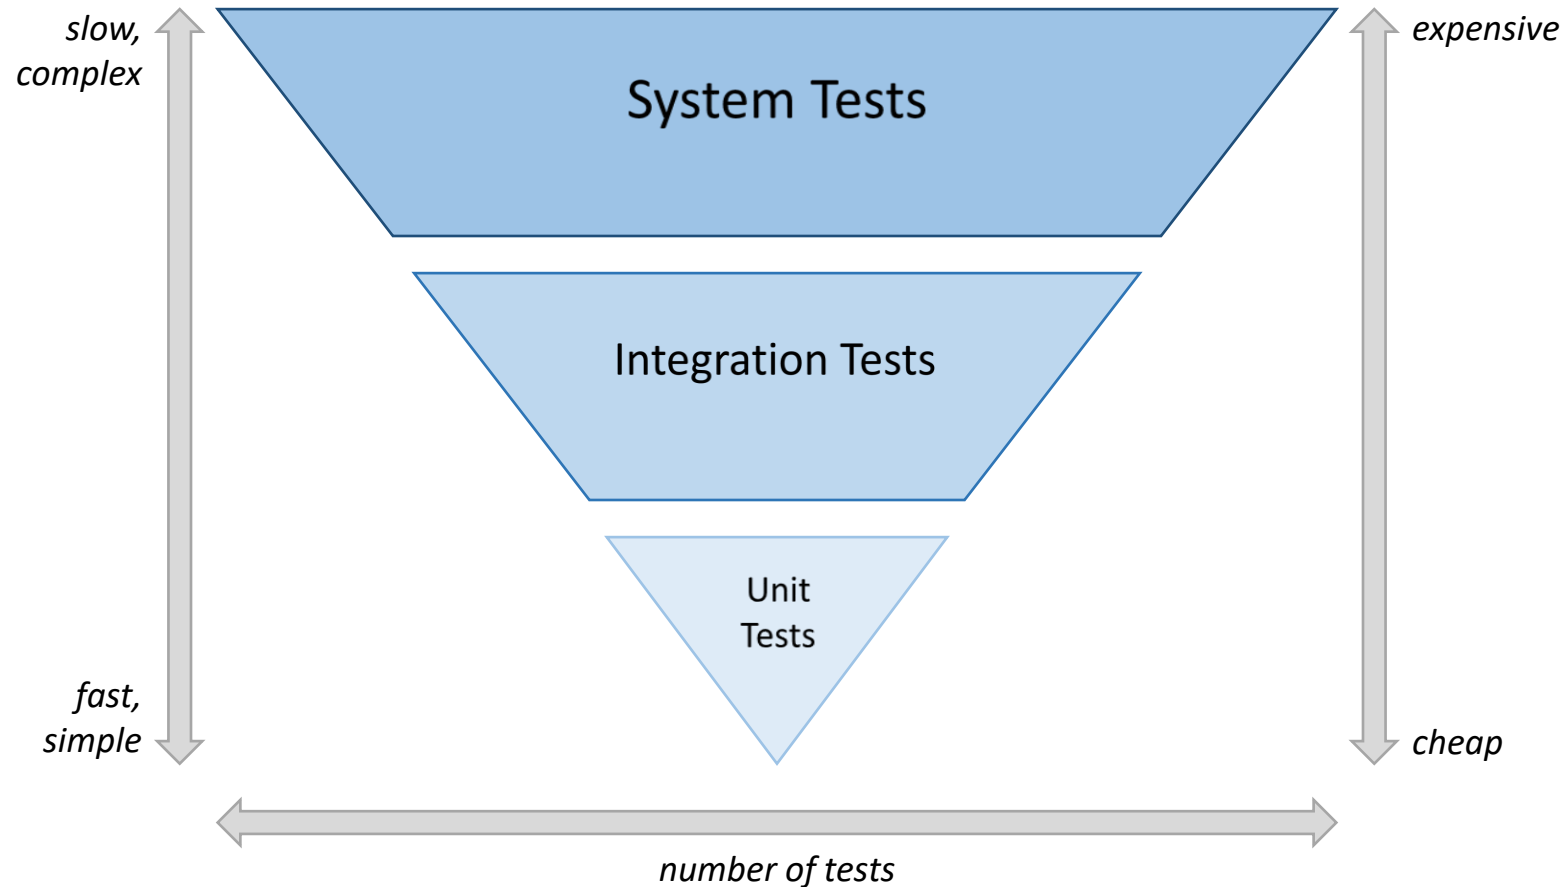 slow,
complex
expensive
System Tests
Integration Tests
Unit
Tests
fast,
simple
cheap
number of tests